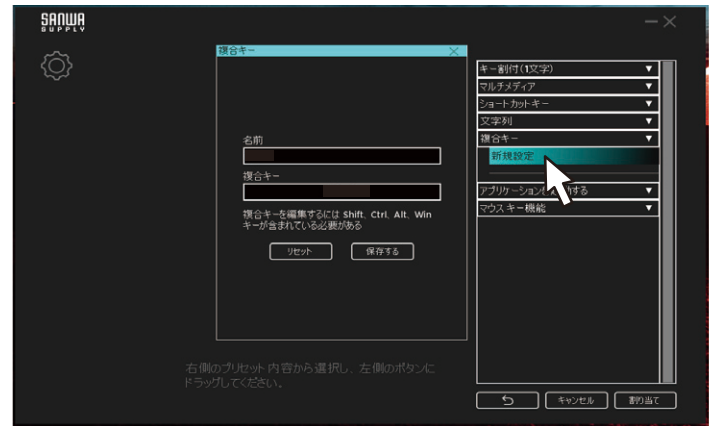 SANWA
SUPPLY
複合キー
名前
複合キー
複合キーを編集するには Shift、Ctrl、Alt、Win
キーが含まれている必要がある
リセット
保存する
キー割付(1文字)
マルチメディア
ショートカットキー
文字列
複合キー
新規設定
アプリケーションを 動する
マウスキー機能
右側のプリセット内容から選択し、左側のボタンに
ドラッグしてください。
キャンセル
割り当て